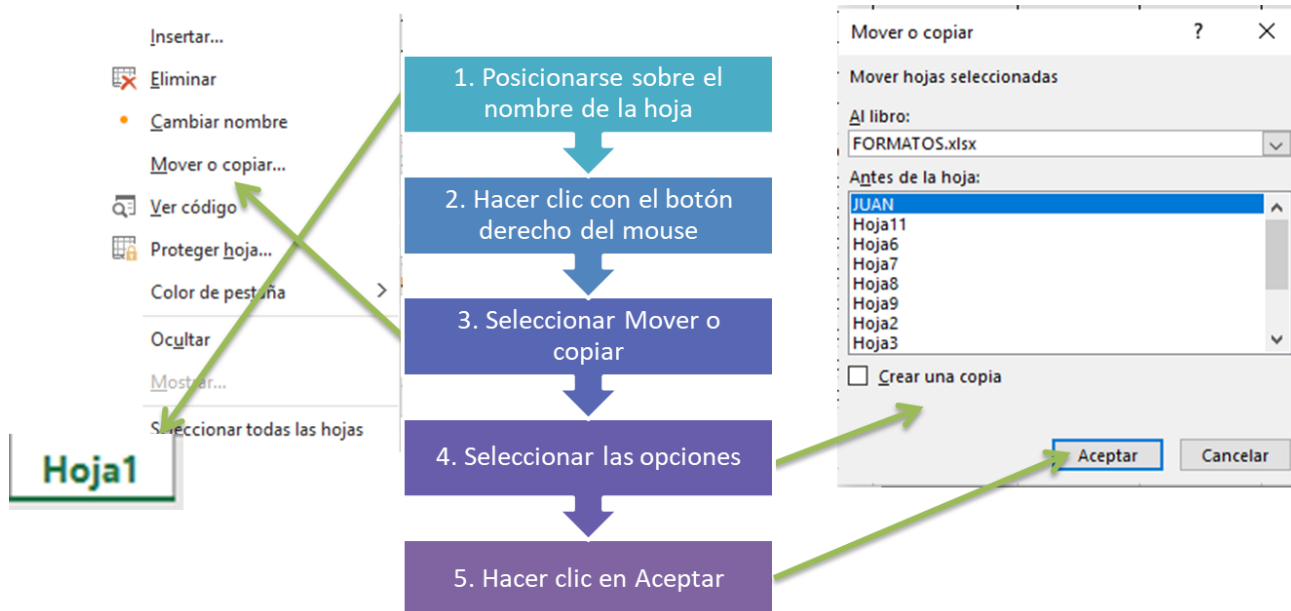 Insertar...
Eliminar
Cambiar nombre
Mover o copiar...
Ver código
Proteger hoja...
Color de pestaña
Ocultar
Mostrar...
Seleccionar todas las hojas
Hoja1
1. Posicionarse sobre el
nombre de la hoja
2. Hacer clic con el botón
derecho del mouse
3. Seleccionar Mover o
copiar
4. Seleccionar las opciones
5. Hacer clic en Aceptar
Mover o copiar ?
Mover hojas seleccionadas
Al libro:
FORMATOS.xlsx
Antes de la hoja:
JUAN
Hoja11
Hoja6
Hoja7
Hoja8
Hoja9
Hoja2
Hoja3
Crear una copia
Aceptar Cancelar